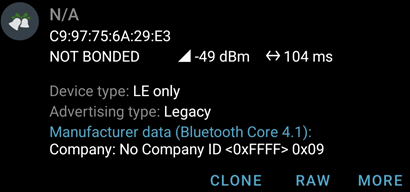 N/A
C9:97:75:6A:29:E3
NOT BONDED -49 dBm ↔104 ms
Device type: LE only
Advertising type: Legacy
Manufacturer data (Bluetooth Core 4.1):
Company: No Company ID <0xFFFF> 0x09
CLONE RAW MORE